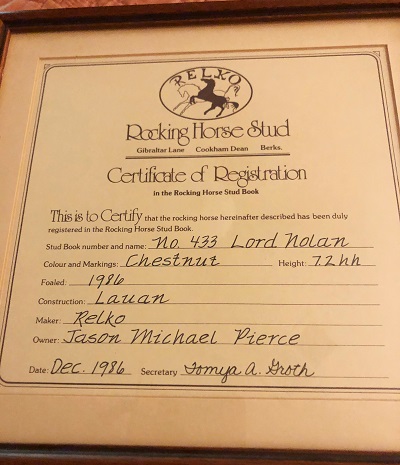 RELKO
Rocking Horse Stud
Gibraltar Lane Cookham Dean Berks.
Certificate of Registration
in the Rocking Horse Stud Book
This is to Certify that the rocking horse hereinafter described has been duly
registered in the Rocking Horse Stud Book.
Stud Book number and name: No. 433 Lord Nolan
Colour and Markings: Chestnut Height: 7.2 hh
Foaled: 1986
Construction: Lauan
Maker: Relko
Owner: Jason Michael Pierce
Date: Dec. 1986 Secretary Tomya A. Groth